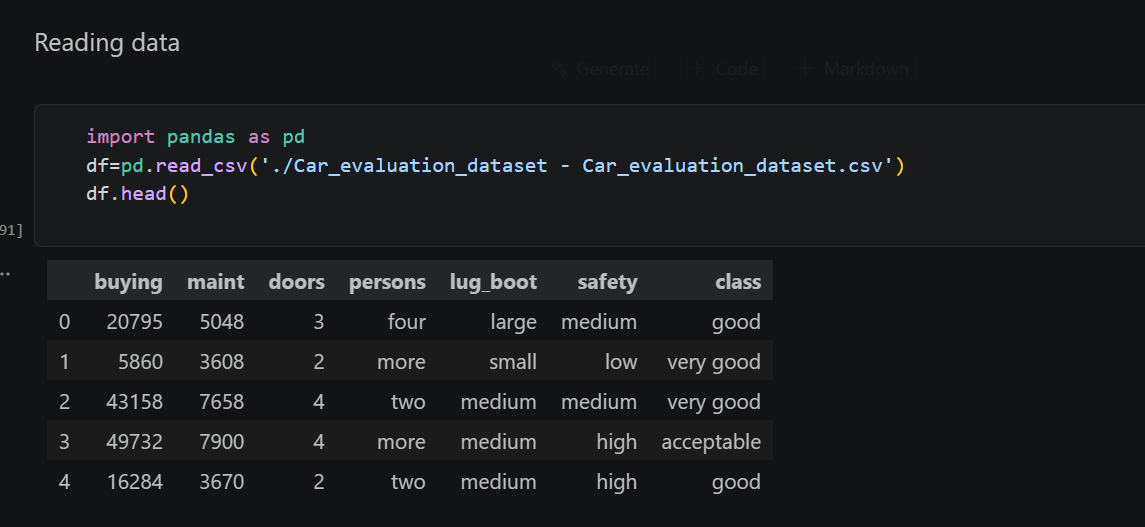 Reading data
Generate + Code + Markdown
import pandas as pd
df=pd.read_csv('./Car_evaluation_dataset - Car_evaluation_dataset.csv')
df.head()
91]
..
buying maint doors persons lug_boot safety class
0 20795 5048 3 four large medium good
1 5860 3608 2 more small low very good
2 43158 7658 4 two medium medium very good
3 49732 7900 4 more medium high acceptable
4 16284 3670 2 two medium high good